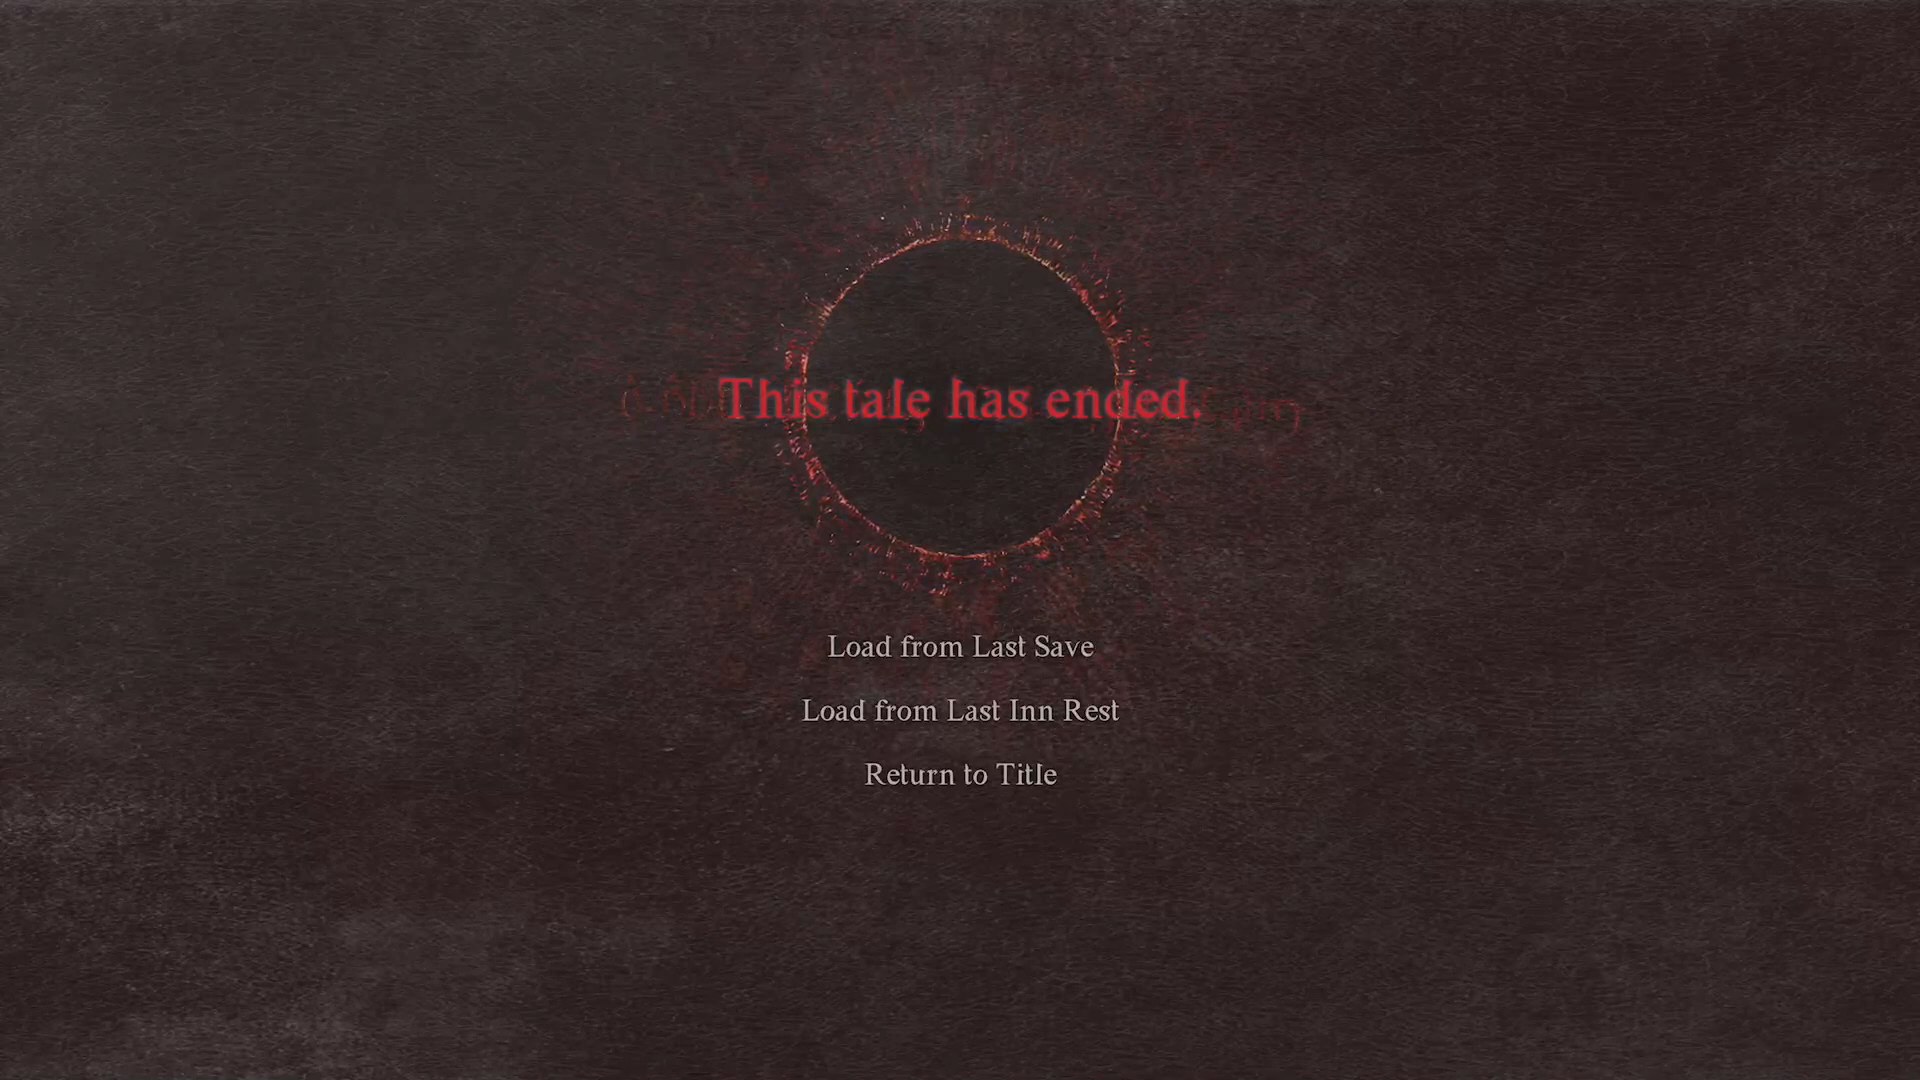 This tale has ended.
Load from Last Save
Load from Last Inn Rest
Return to Title